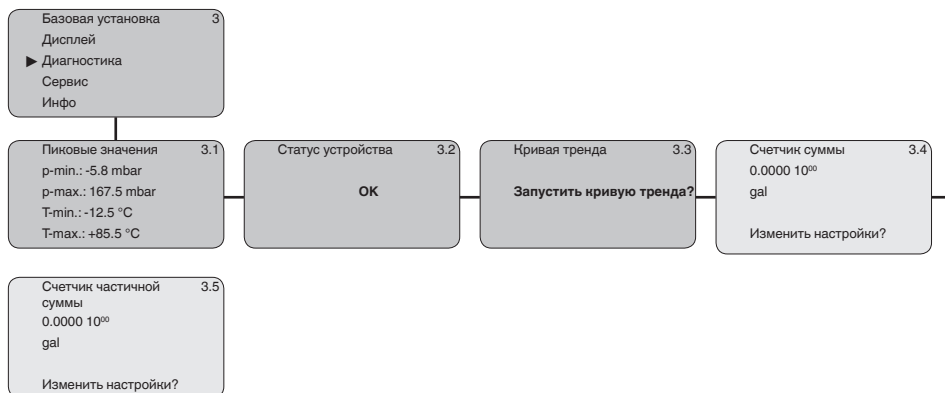 Базовая установка 3
Дисплей
▶ Диагностика
Сервис
Инфо
Пиковые значения 3.1
p-min.: -5.8 mbar
p-max.: 167.5 mbar
T-min.: -12.5 °C
T-max.: +85.5 °C
Статус устройства 3.2
OK
Кривая тренда 3.3
Запустить кривую тренда?
Счетчик суммы 3.4
0.0000 10⁰⁰
gal
Изменить настройки?
Счетчик частичной 3.5
суммы
0.0000 10⁰⁰
gal
Изменить настройки?